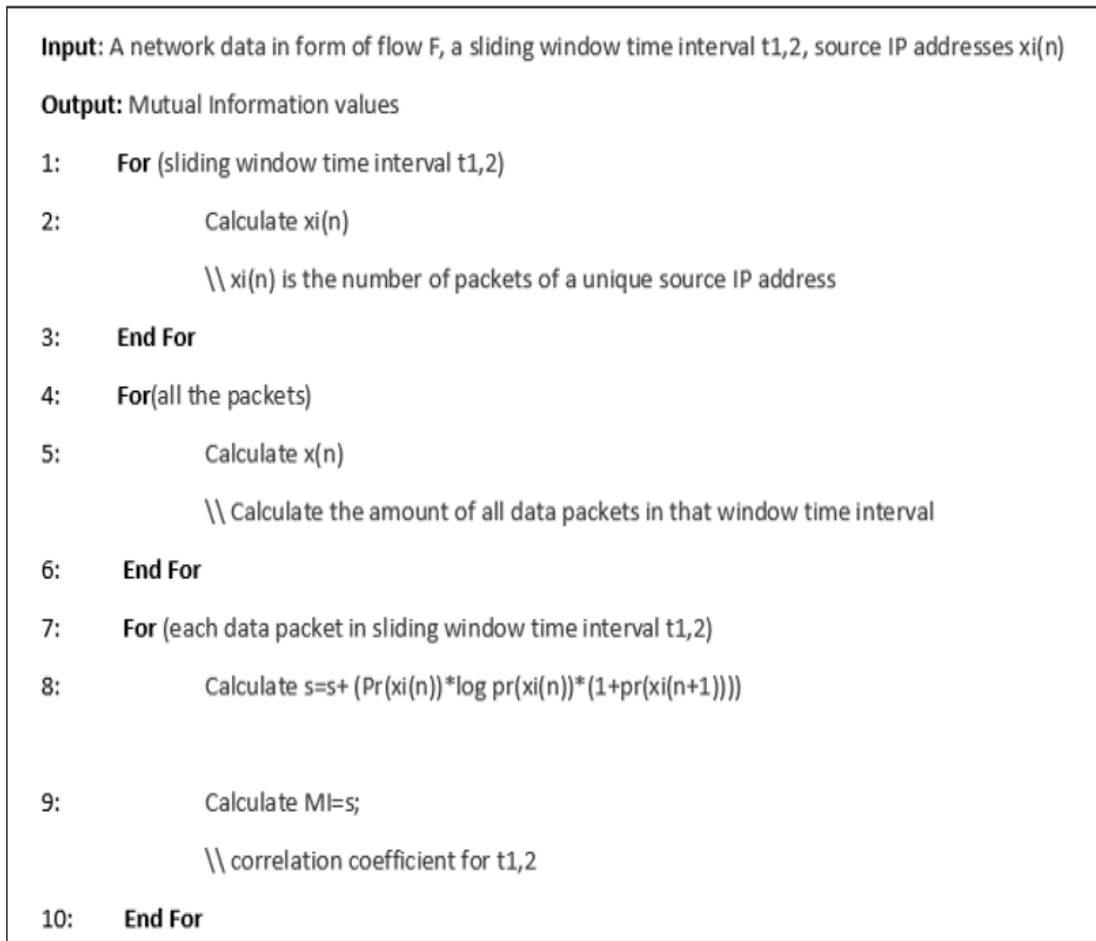 Input: A network data in form of flow F, a sliding window time interval t1,2, source IP addresses xi(n)
Output: Mutual Information values
1: For (sliding window time interval t1,2)
2: Calculate xi(n)
\\ xi(n) is the number of packets of a unique source IP address
3: End For
4: For(all the packets)
5: Calculate x(n)
\\ Calculate the amount of all data packets in that window time interval
6: End For
7: For (each data packet in sliding window time interval t1,2)
8: Calculate s=s+ (Pr(xi(n))*log pr(xi(n))*(1+pr(xi(n+1))))
9: Calculate MI=s;
\\ correlation coefficient for t1,2
10: End For